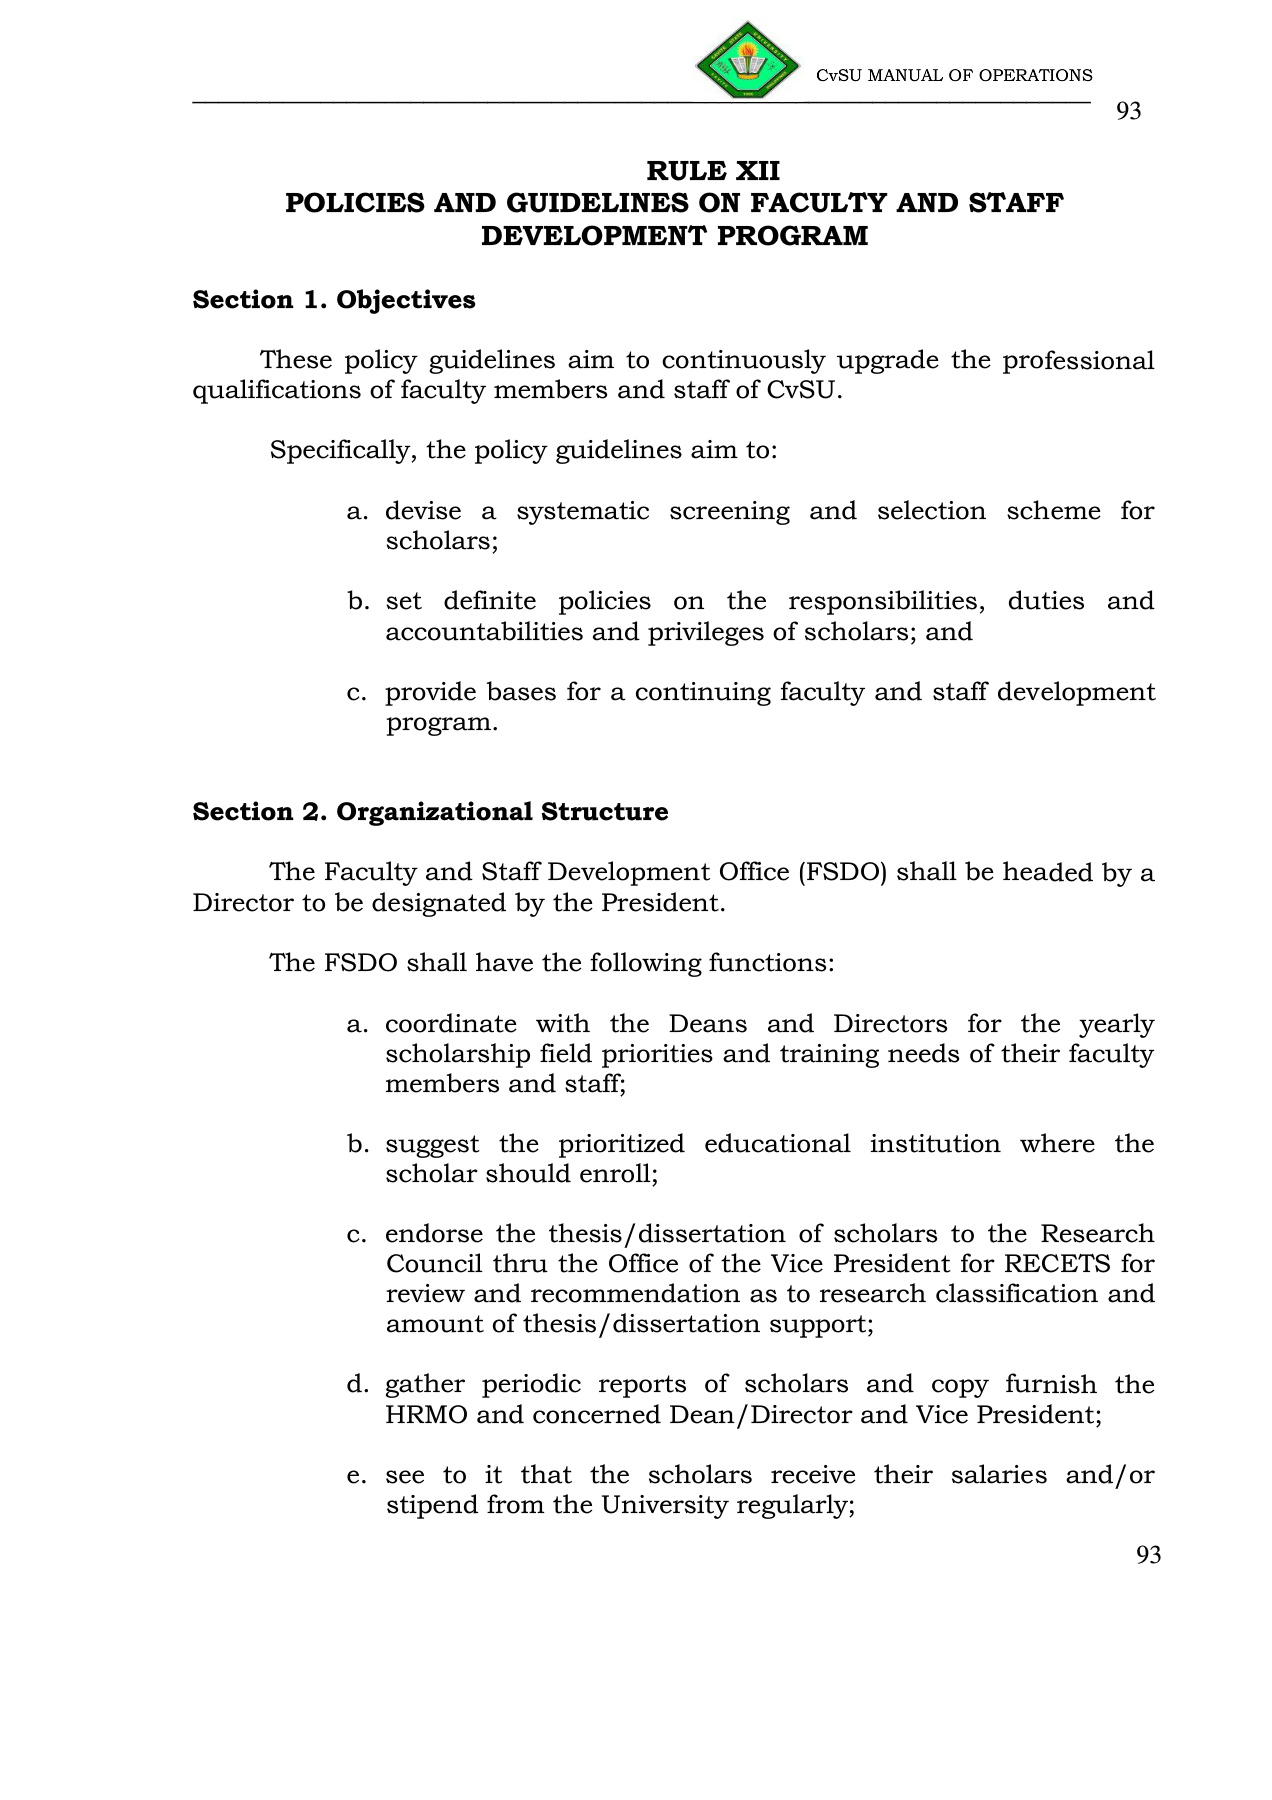 CvSU MANUAL OF OPERATIONS
93
RULE XII
POLICIES AND GUIDELINES ON FACULTY AND STAFF
DEVELOPMENT PROGRAM
Section 1. Objectives
These policy guidelines aim to continuously upgrade the professional
qualifications of faculty members and staff of CvSU.
Specifically, the policy guidelines aim to:
a. devise a systematic screening and selection scheme for
scholars;
b. set definite policies on the responsibilities, duties and
accountabilities and privileges of scholars; and
c. provide bases for a continuing faculty and staff development
program.
Section 2. Organizational Structure
The Faculty and Staff Development Office (FSDO) shall be headed by a
Director to be designated by the President.
The FSDO shall have the following functions:
a. coordinate with the Deans and Directors for the yearly
scholarship field priorities and training needs of their faculty
members and staff;
b. suggest the prioritized educational institution where the
scholar should enroll;
c. endorse the thesis/dissertation of scholars to the Research
Council thru the Office of the Vice President for RECETS for
review and recommendation as to research classification and
amount of thesis/dissertation support;
d. gather periodic reports of scholars and copy furnish the
HRMO and concerned Dean/Director and Vice President;
e. see to it that the scholars receive their salaries and/or
stipend from the University regularly;
93